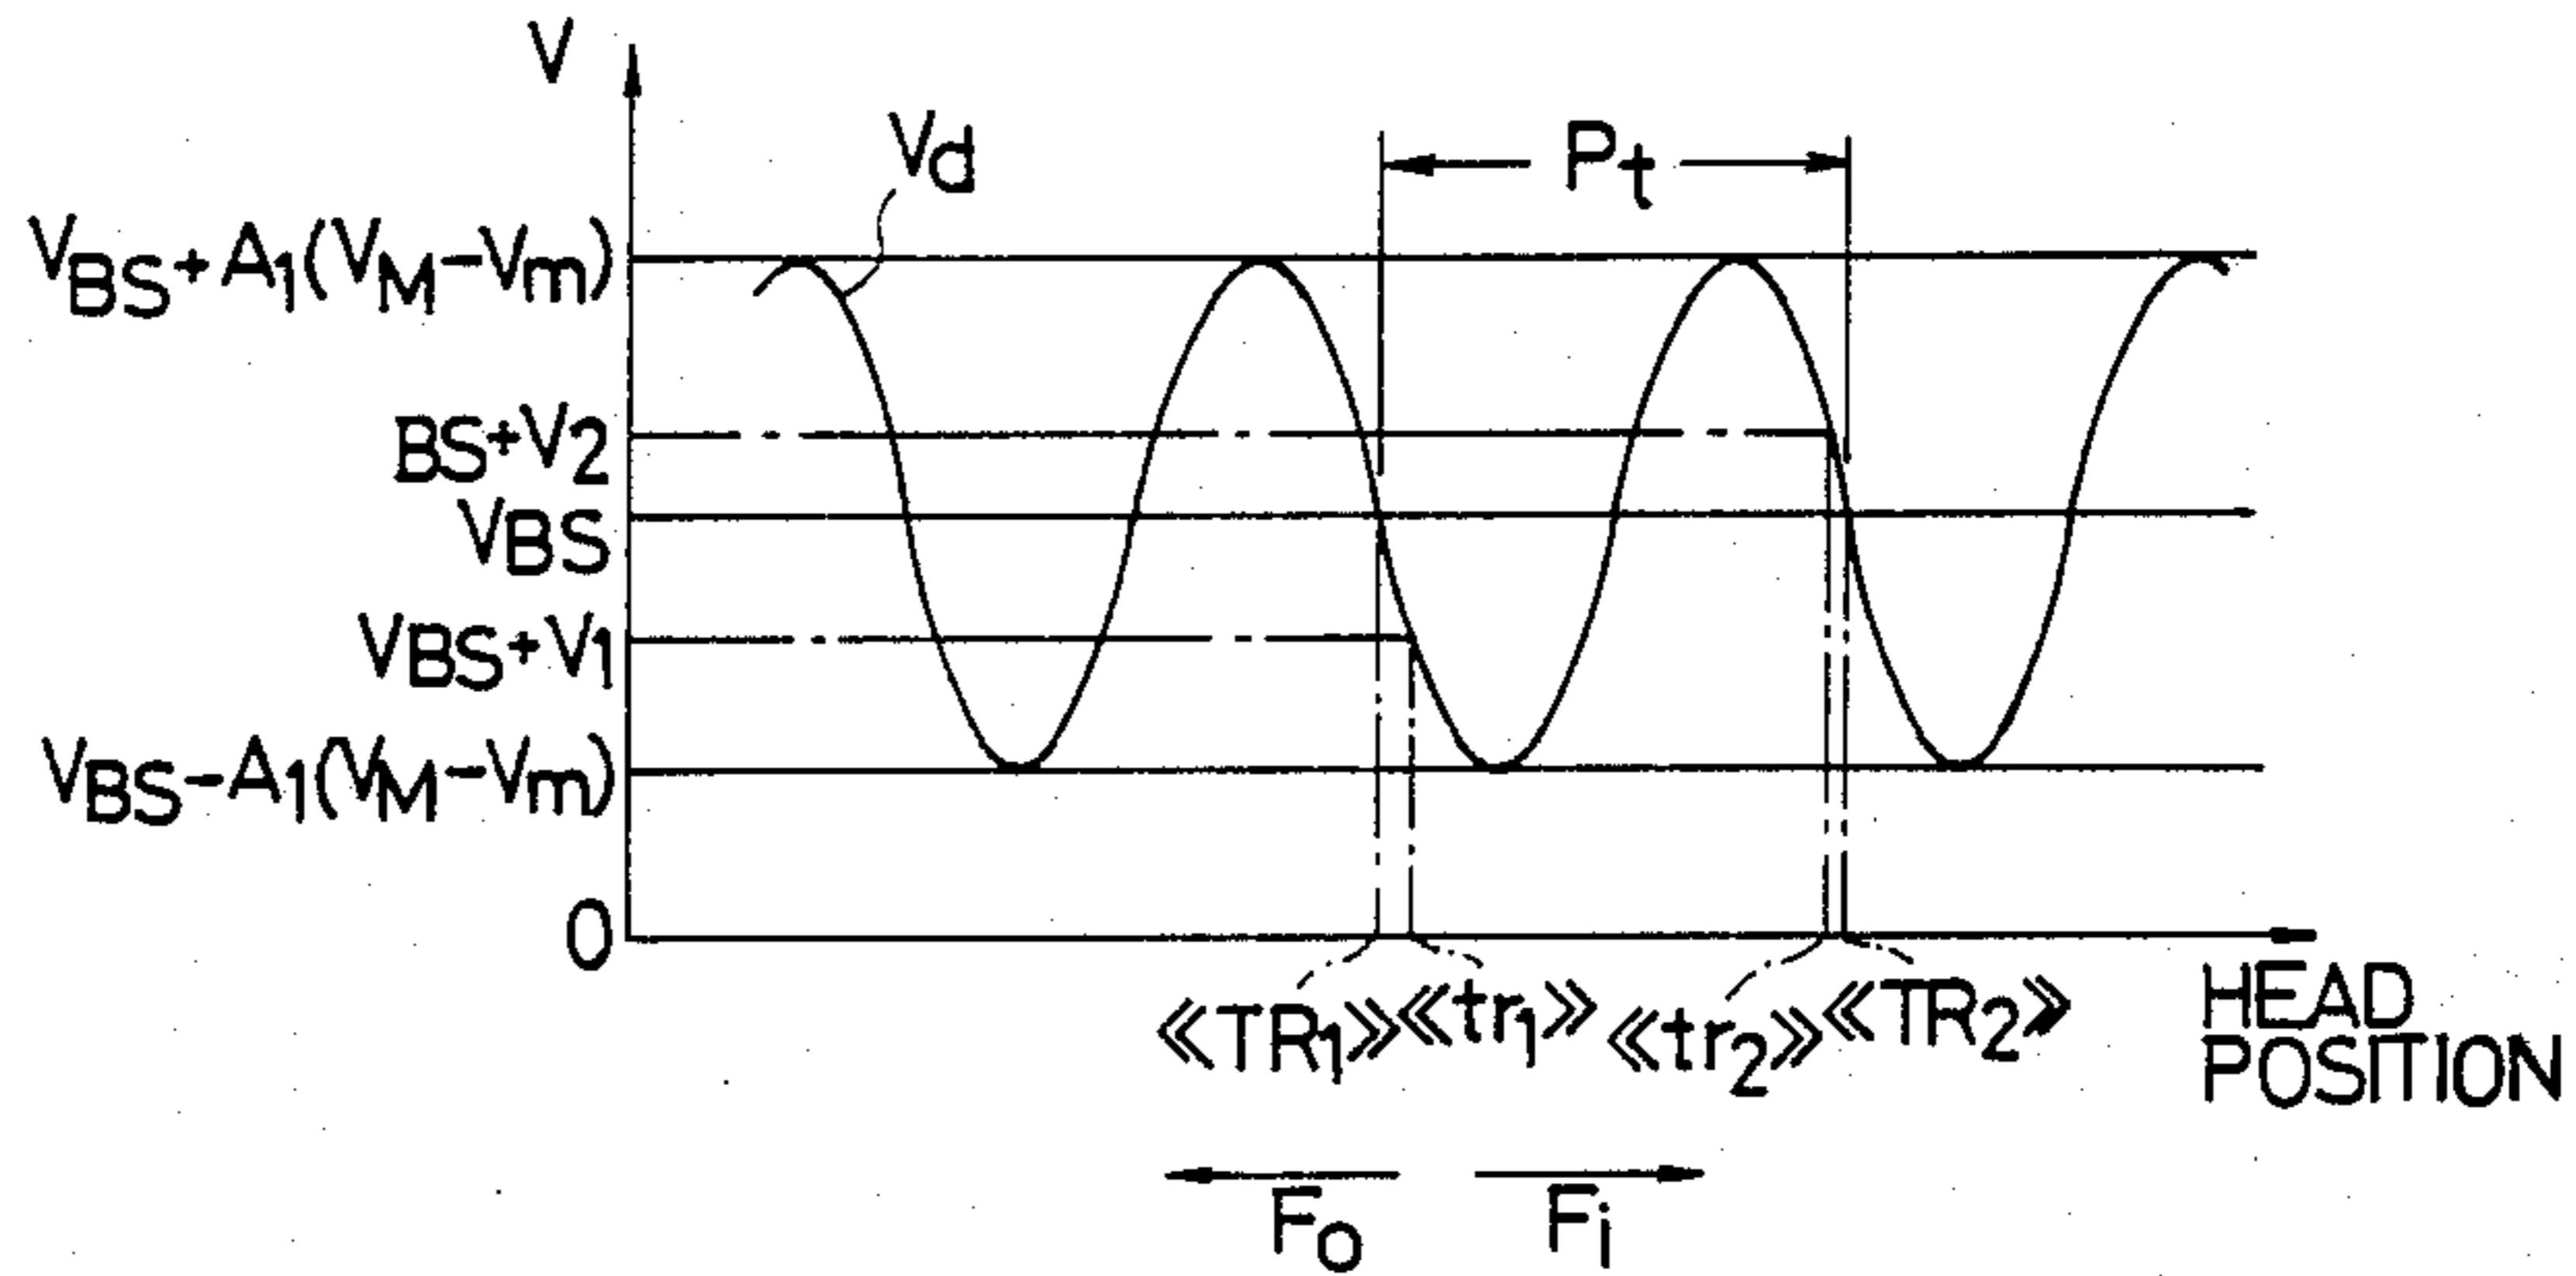 V
Vd
Pt
VBS+A1(VM-Vm)
BS+V2
VBS
VBS+V1
VBS-A1(VM-Vm)
0
≪TR1≫ ≪tr1≫ ≪tr2≫ ≪TR2≫
HEAD
POSITION
Fo Fi